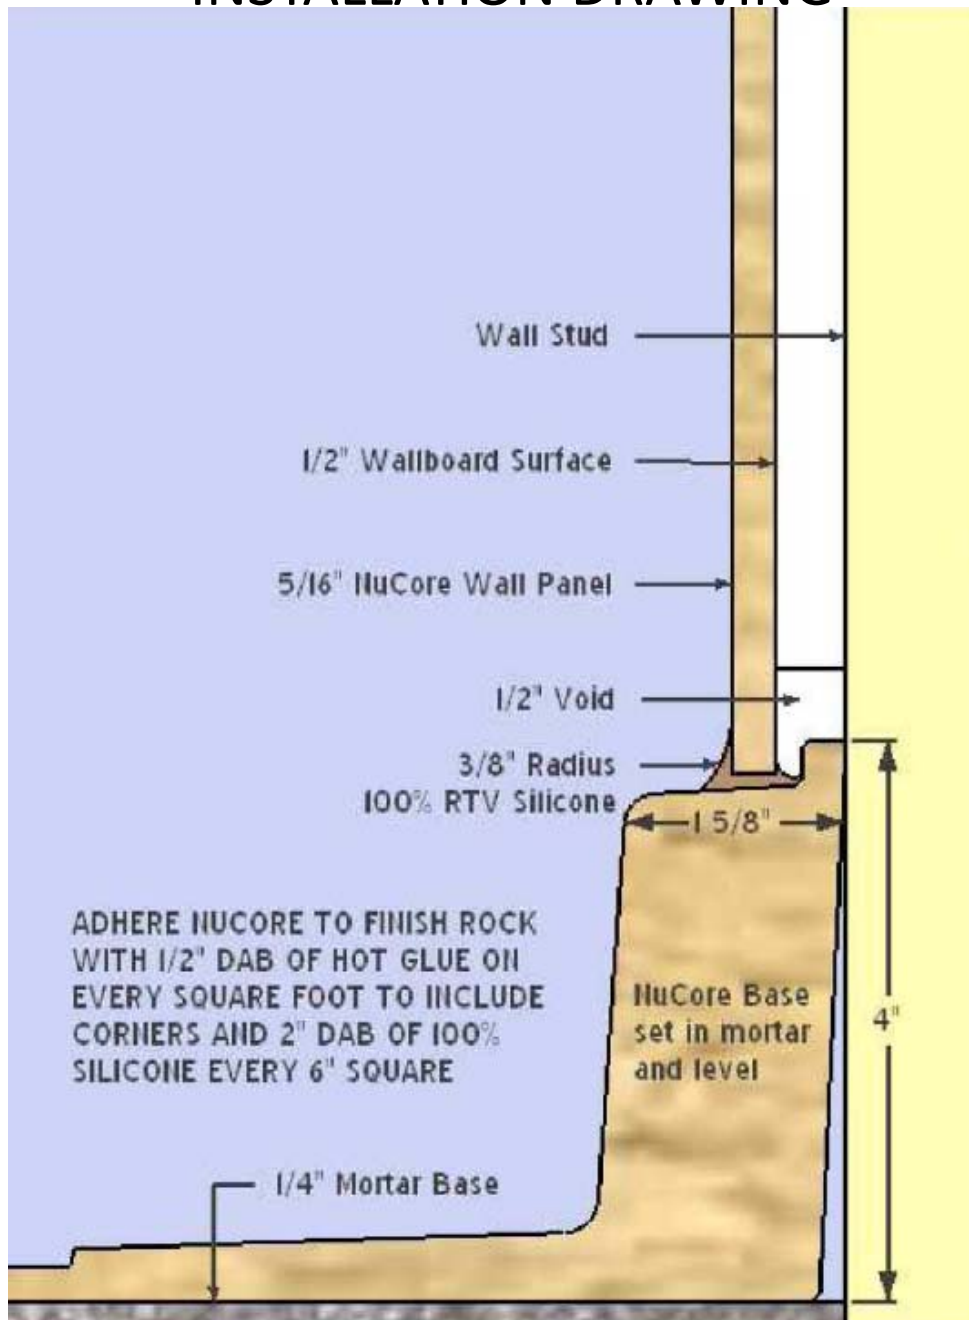 INSTALLATION DRAWING
Wall Stud
1/2" Wallboard Surface
5/16" NuCore Wall Panel
1/2" Void
3/8" Radius
100% RTV Silicone
1 5/8"
ADHERE NUCORE TO FINISH ROCK
WITH 1/2" DAB OF HOT GLUE ON
EVERY SQUARE FOOT TO INCLUDE
CORNERS AND 2" DAB OF 100%
SILICONE EVERY 6" SQUARE
NuCore Base
set in mortar
and level
4"
1/4" Mortar Base